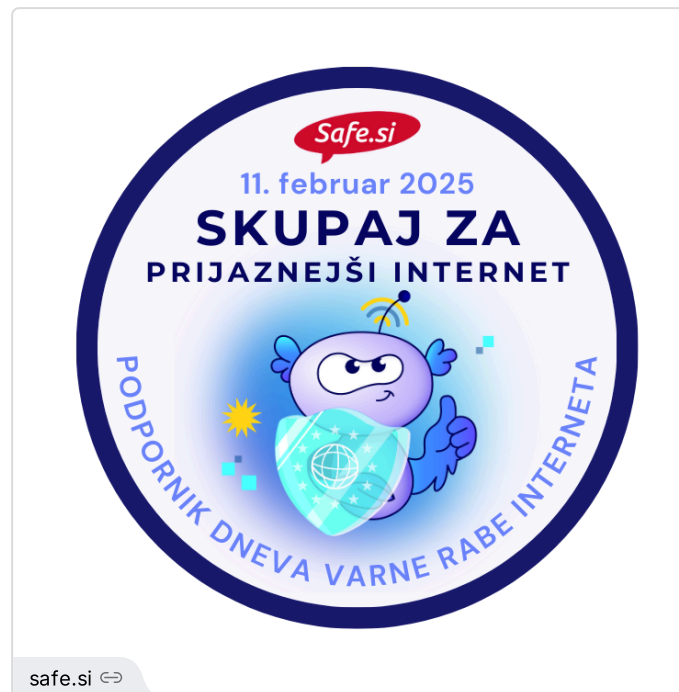 Safe.si
11. februar 2025
SKUPAJ ZA
PRIJAZNEJŠI INTERNET
PODPORNIK DNEVA VARNE RABE INTERNETA
safe.si